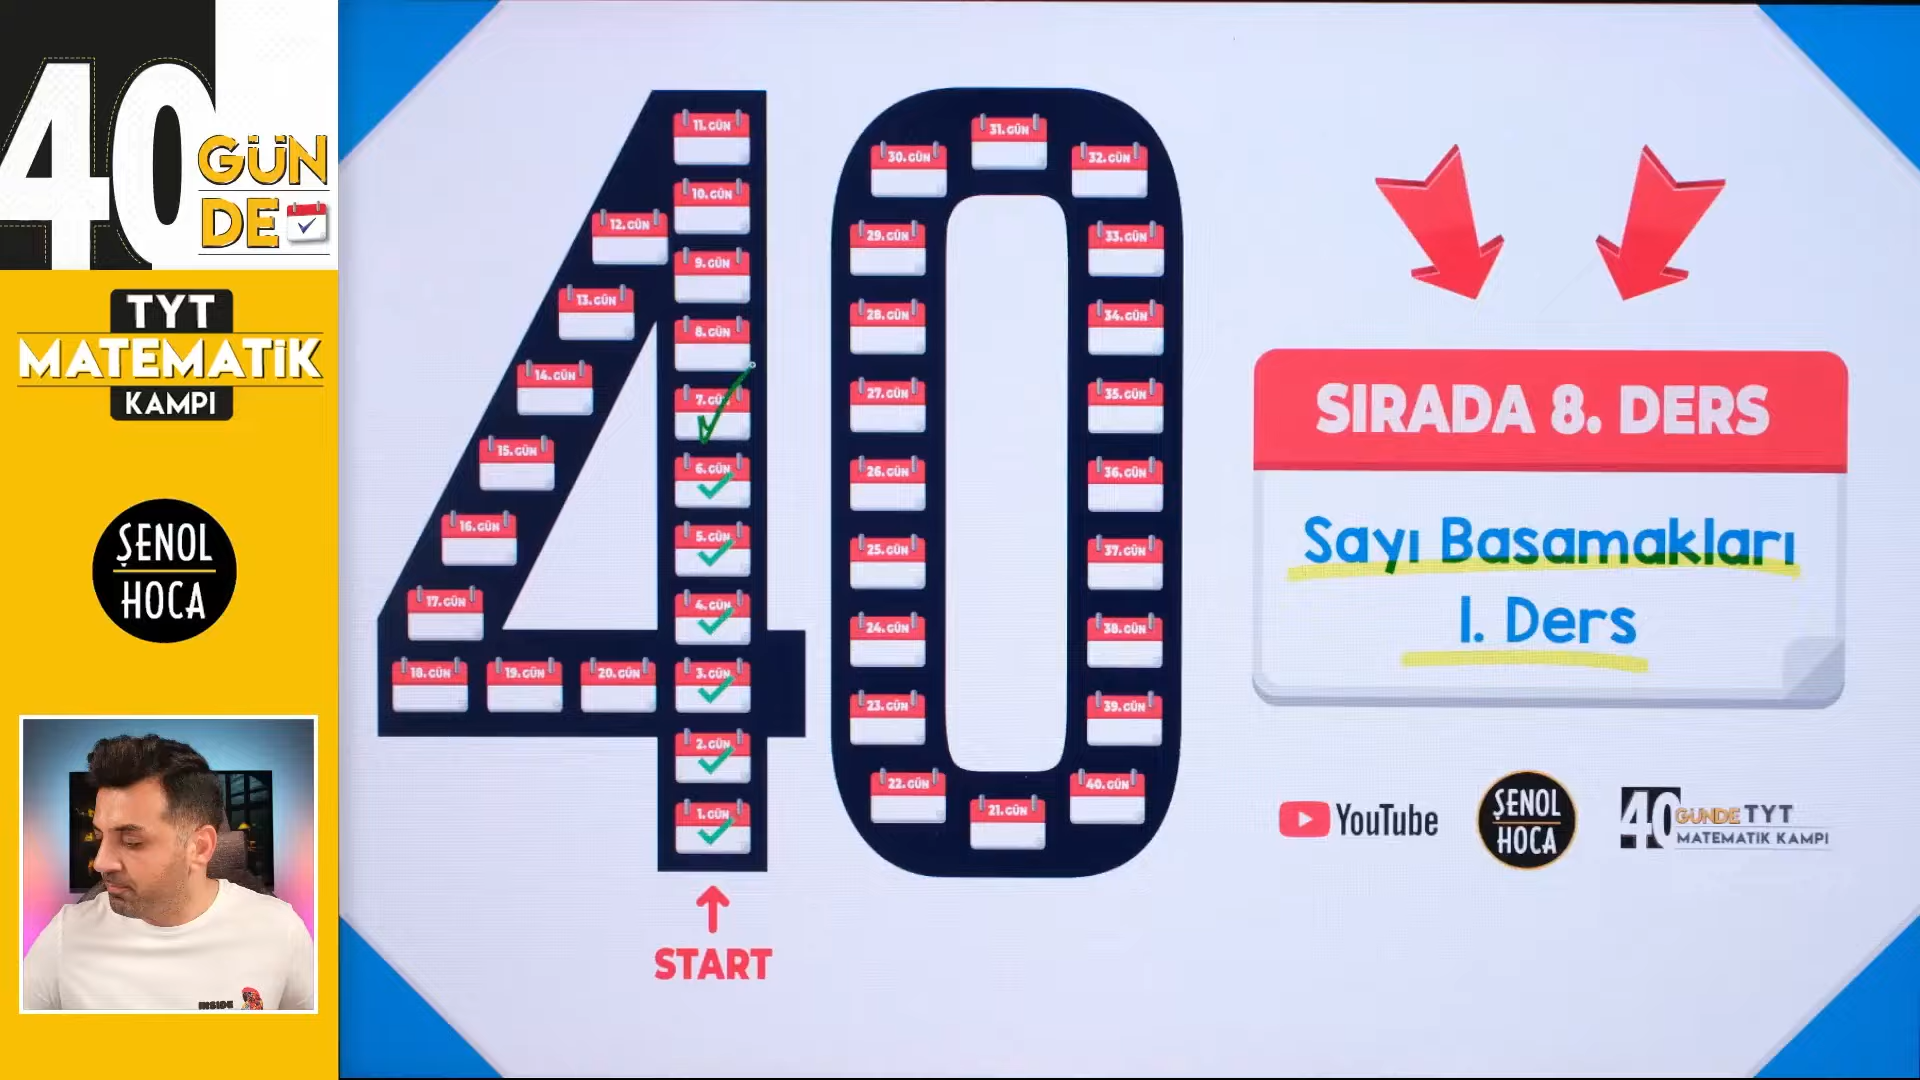 40
GÜN
DE
TYT
MATEMATİK
KAMPI
ŞENOL
HOCA
INSIDE
11. GÜN
10. GÜN
12. GÜN
9. GÜN
13. GÜN
8. GÜN
14. GÜN
7. GÜN
15. GÜN
6. GÜN
16. GÜN
5. GÜN
17. GÜN
4. GÜN
18. GÜN
19. GÜN
20. GÜN
3. GÜN
2. GÜN
1. GÜN
START
31. GÜN
30. GÜN
32. GÜN
29. GÜN
33. GÜN
28. GÜN
34. GÜN
27. GÜN
35. GÜN
26. GÜN
36. GÜN
25. GÜN
37. GÜN
24. GÜN
38. GÜN
23. GÜN
39. GÜN
22. GÜN
40. GÜN
21. GÜN
SIRADA 8. DERS
Sayı Basamakları
1. Ders
YouTube
ŞENOL
HOCA
40 GÜNDE TYT
MATEMATİK KAMPI